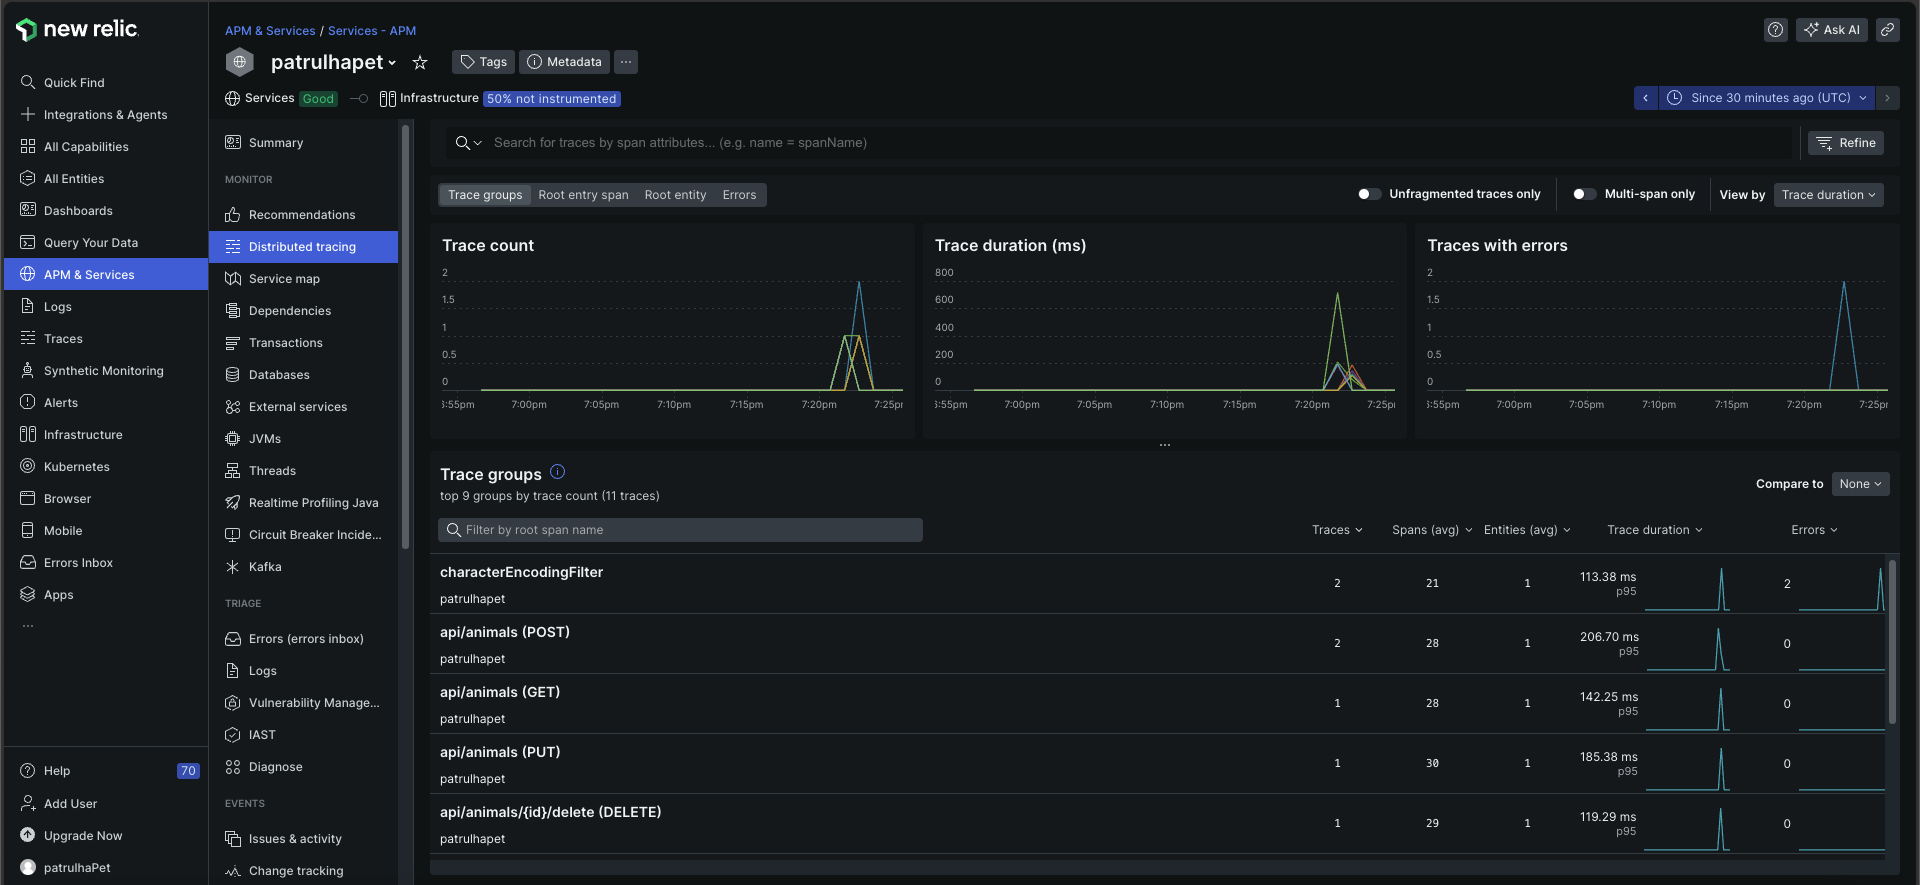 new relic.
Quick Find
Integrations & Agents
All Capabilities
All Entities
Dashboards
Query Your Data
APM & Services
Logs
Traces
Synthetic Monitoring
Alerts
Infrastructure
Kubernetes
Browser
Mobile
Errors Inbox
Apps
...
Help 70
Add User
Upgrade Now
patrulhaPet
APM & Services / Services - APM
patrulhapet
Tags Metadata ...
Services Good Infrastructure 50% not instrumented
Ask AI
Since 30 minutes ago (UTC)
Summary
MONITOR
Recommendations
Distributed tracing
Service map
Dependencies
Transactions
Databases
External services
JVMs
Threads
Realtime Profiling Java
Circuit Breaker Incide...
Kafka
TRIAGE
Errors (errors inbox)
Logs
Vulnerability Manage...
IAST
Diagnose
EVENTS
Issues & activity
Change tracking
Search for traces by span attributes... (e.g. name = spanName)
Refine
Trace groups Root entry span Root entity Errors
Unfragmented traces only Multi-span only View by Trace duration
Trace count
2
1.5
1
0.5
0
6:55pm 7:00pm 7:05pm 7:10pm 7:15pm 7:20pm 7:25pm
Trace duration (ms)
800
600
400
200
0
6:55pm 7:00pm 7:05pm 7:10pm 7:15pm 7:20pm 7:25pm
Traces with errors
2
1.5
1
0.5
0
6:55pm 7:00pm 7:05pm 7:10pm 7:15pm 7:20pm 7:25pm
...
Trace groups
top 9 groups by trace count (11 traces)
Compare to None
Filter by root span name
Traces Spans (avg) Entities (avg) Trace duration Errors
characterEncodingFilter
patrulhapet
2 21 1 113.38 ms p95 2
api/animals (POST)
patrulhapet
2 28 1 206.70 ms p95 0
api/animals (GET)
patrulhapet
1 28 1 142.25 ms p95 0
api/animals (PUT)
patrulhapet
1 30 1 185.38 ms p95 0
api/animals/{id}/delete (DELETE)
patrulhapet
1 29 1 119.29 ms p95 0